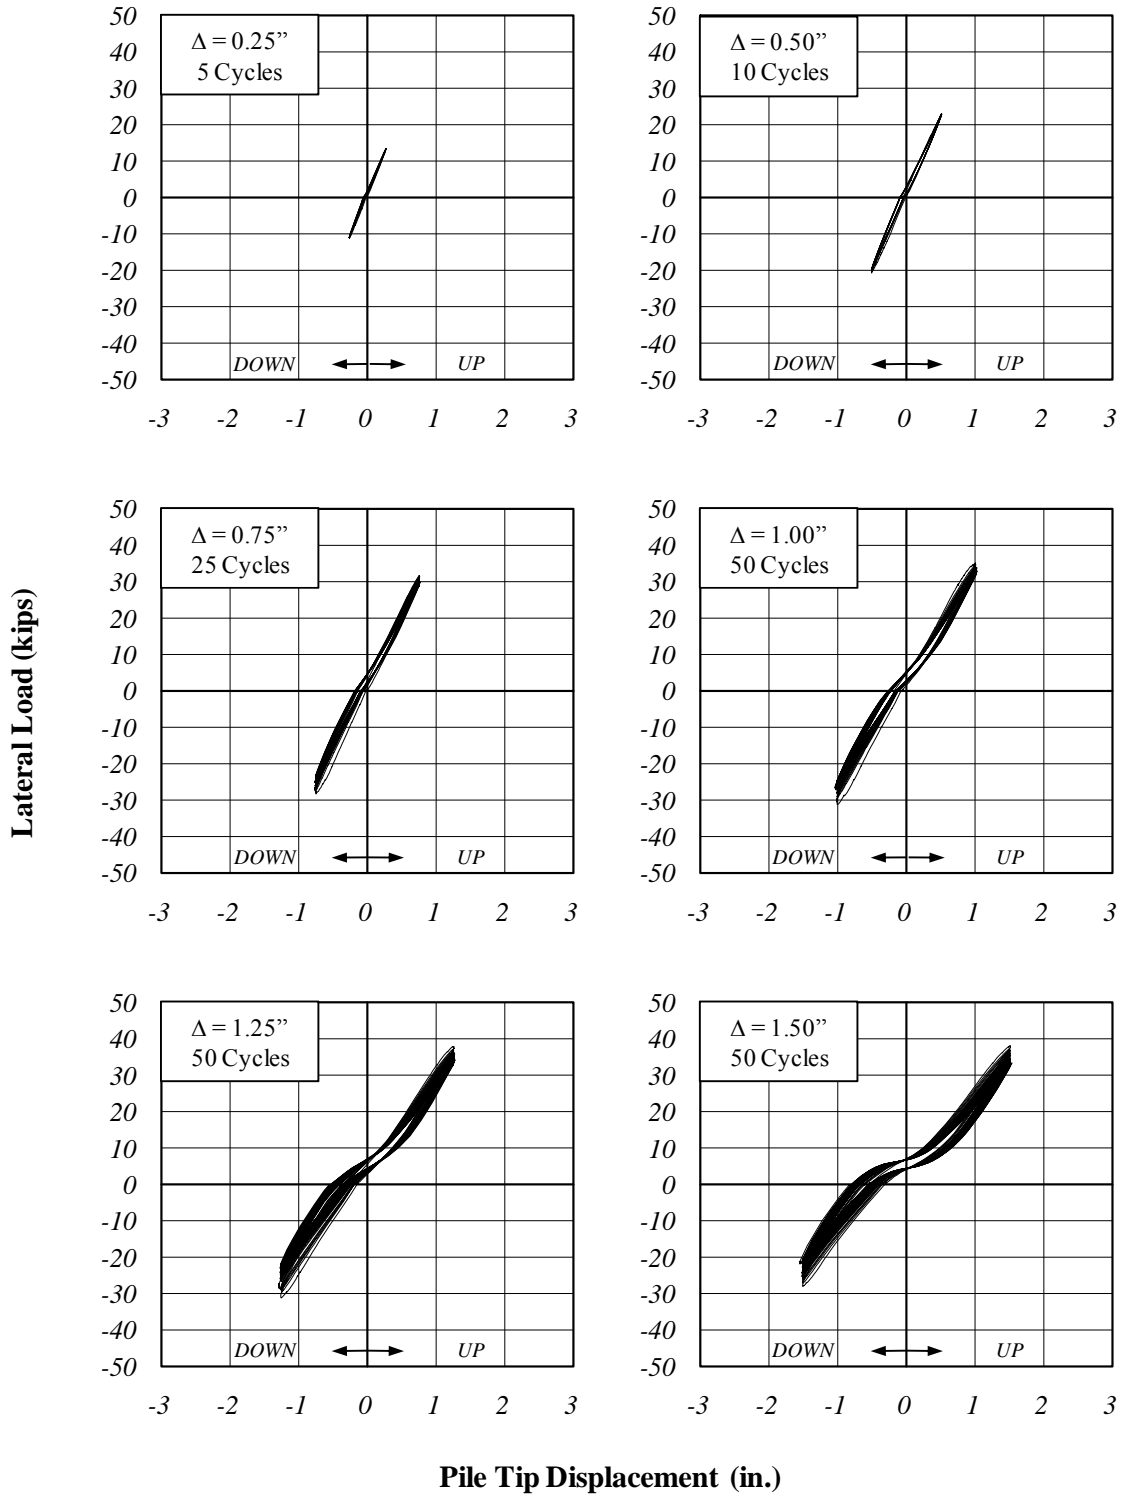 50
40
30
20
10
0
-10
-20
-30
-40
-50
Δ = 0.25”
5 Cycles
DOWN UP
-3 -2 -1 0 1 2 3
50
40
30
20
10
0
-10
-20
-30
-40
-50
Δ = 0.50”
10 Cycles
DOWN UP
-3 -2 -1 0 1 2 3
Lateral Load (kips)
50
40
30
20
10
0
-10
-20
-30
-40
-50
Δ = 0.75”
25 Cycles
DOWN UP
-3 -2 -1 0 1 2 3
50
40
30
20
10
0
-10
-20
-30
-40
-50
Δ = 1.00”
50 Cycles
DOWN UP
-3 -2 -1 0 1 2 3
50
40
30
20
10
0
-10
-20
-30
-40
-50
Δ = 1.25”
50 Cycles
DOWN UP
-3 -2 -1 0 1 2 3
50
40
30
20
10
0
-10
-20
-30
-40
-50
Δ = 1.50”
50 Cycles
DOWN UP
-3 -2 -1 0 1 2 3
Pile Tip Displacement (in.)